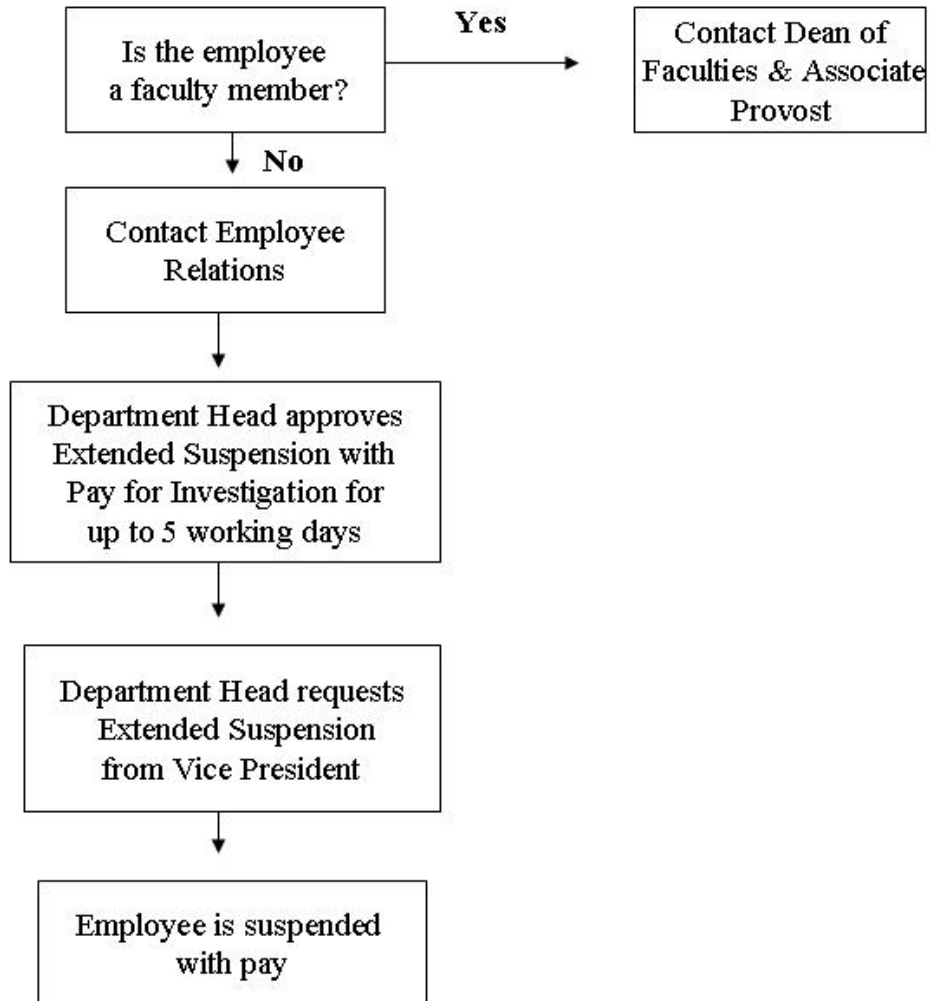 Is the employee
a faculty member?
Yes
Contact Dean of
Faculties & Associate
Provost
No
Contact Employee
Relations
Department Head approves
Extended Suspension with
Pay for Investigation for
up to 5 working days
Department Head requests
Extended Suspension
from Vice President
Employee is suspended
with pay